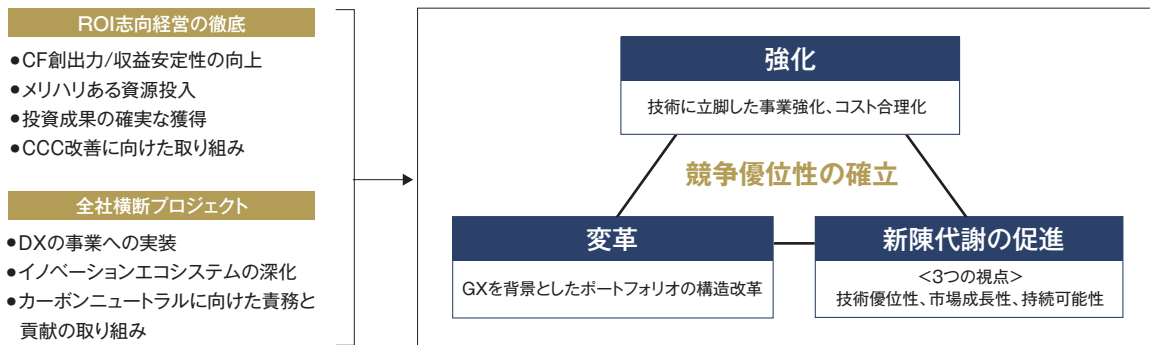 ROI志向経営の徹底
●CF創出力/収益安定性の向上
●メリハリある資源投入
●投資成果の確実な獲得
●CCC改善に向けた取り組み
全社横断プロジェクト
●DXの事業への実装
●イノベーションエコシステムの深化
●カーボンニュートラルに向けた責務と
貢献の取り組み
強化
技術に立脚した事業強化、コスト合理化
競争優位性の確立
変革
GXを背景としたポートフォリオの構造改革
新陳代謝の促進
<3つの視点>
技術優位性、市場成長性、持続可能性